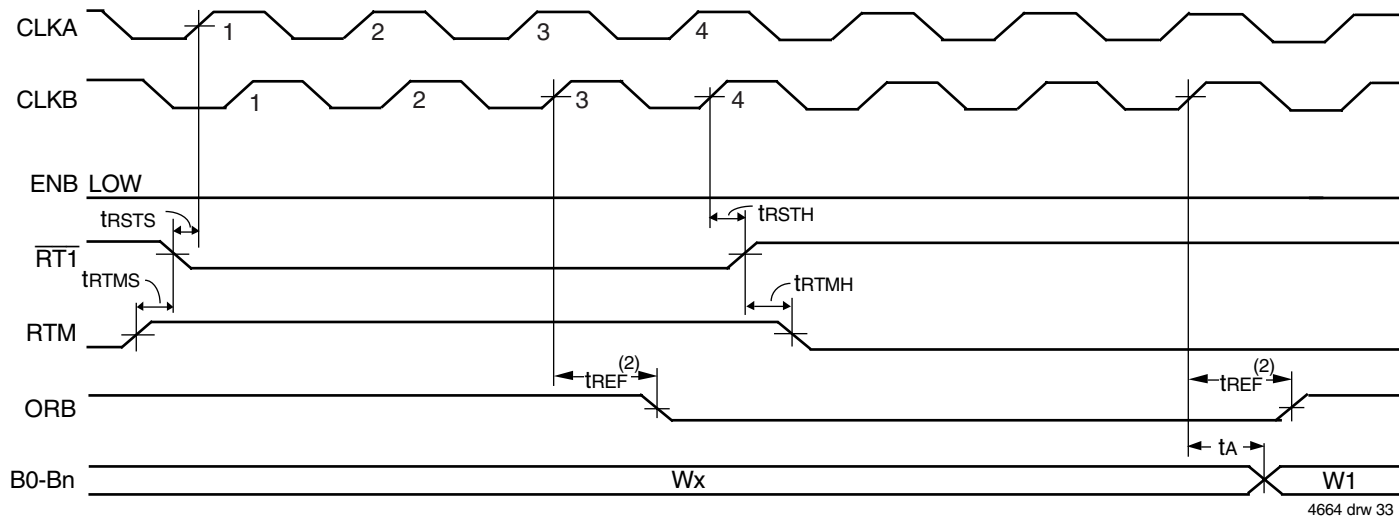 CLKA 1 2 3 4
CLKB 1 2 3 4
ENB LOW
tRSTS tRSTH
RT1
tRTMS tRTMH
RTM
tREF(2) tREF(2)
ORB
tA
B0-Bn Wx W1
4664 drw 33